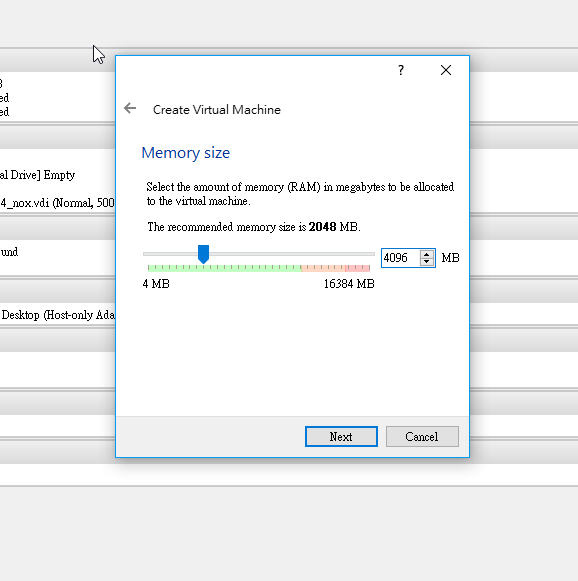 ?
Create Virtual Machine
Memory size
ed
ed
Select the amount of memory (RAM) in megabytes to be allocated
to the virtual machine.
al Drive] Empty
4_nox.vdi (Normal, 500
The recommended memory size is 2048 MB.
und
4096 MB
4 MB 16384 MB
Desktop (Host-only Ada
Next Cancel